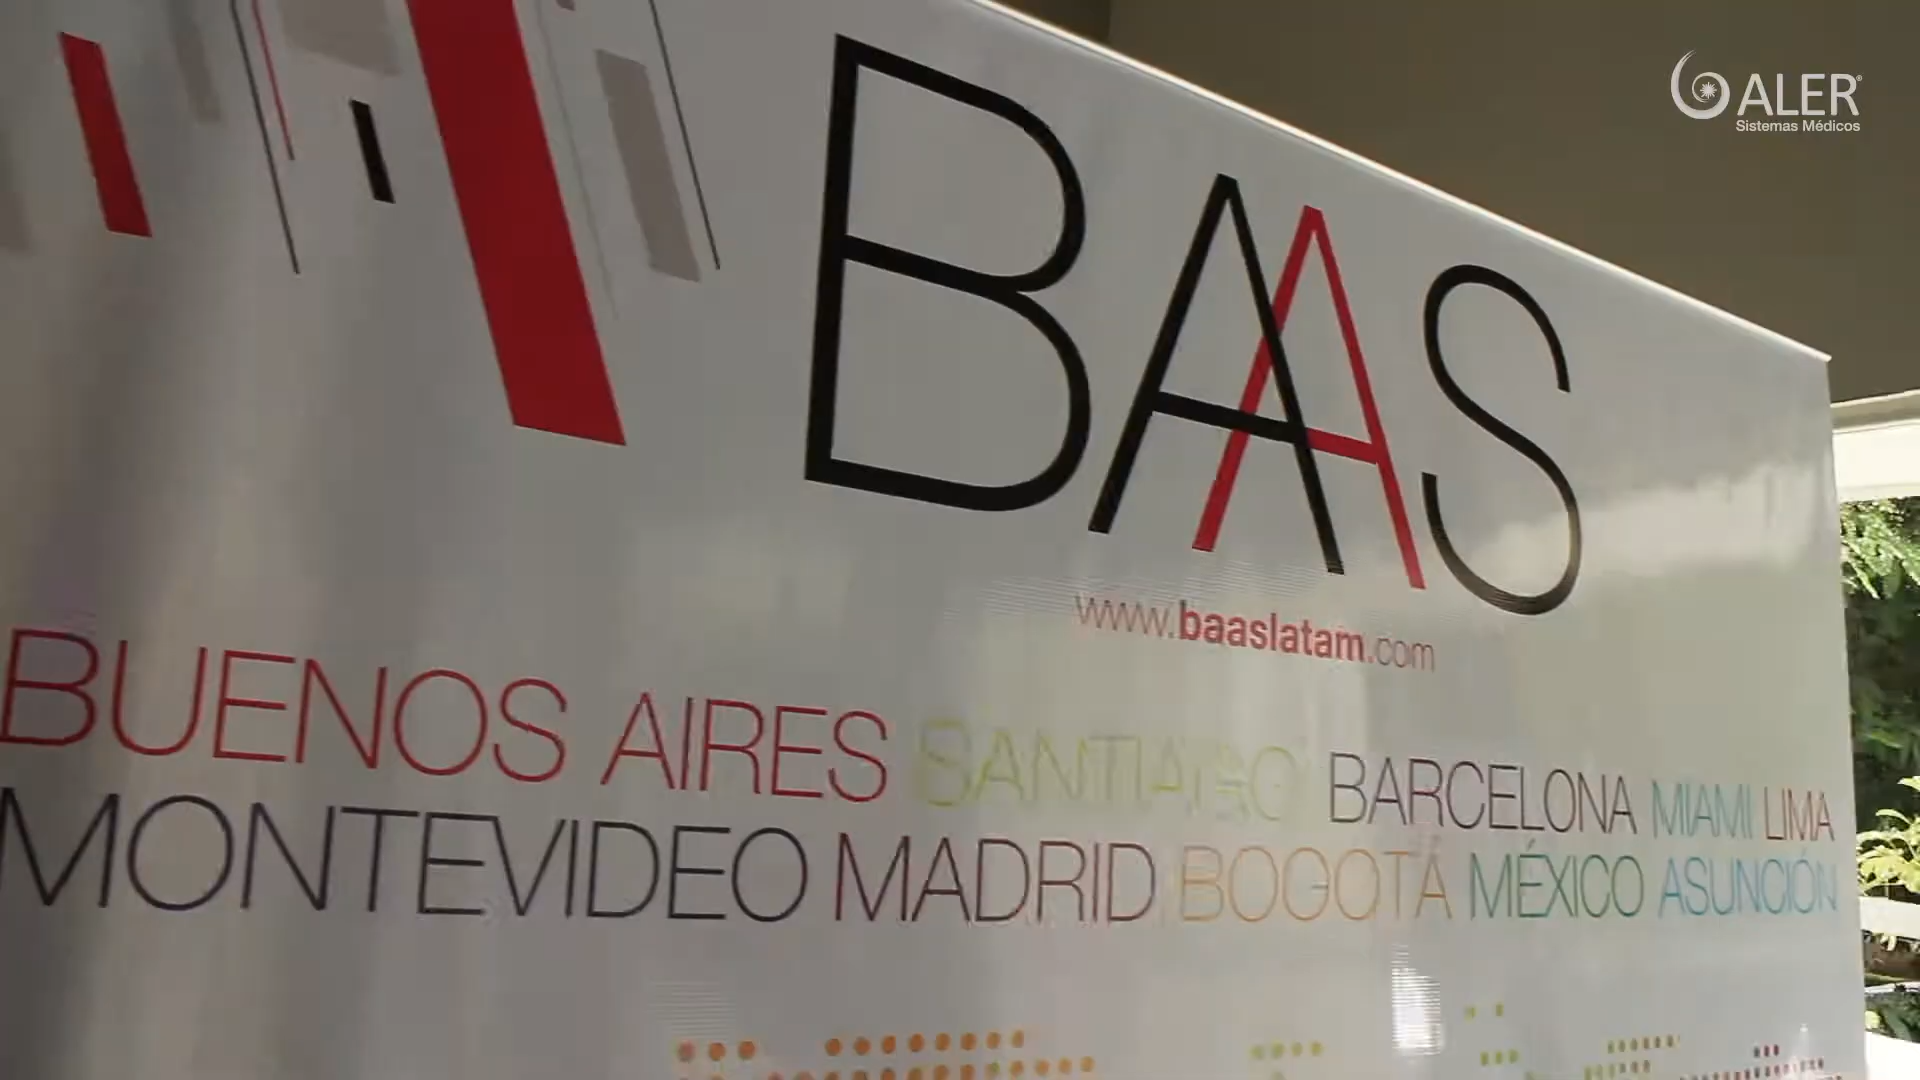 ALER
Sistemas Médicos
BAAS
www.baaslatam.com
BUENOS AIRES SANTIAGO BARCELONA MIAMI LIMA
MONTEVIDEO MADRID BOGOTÁ MÉXICO ASUNCIÓN